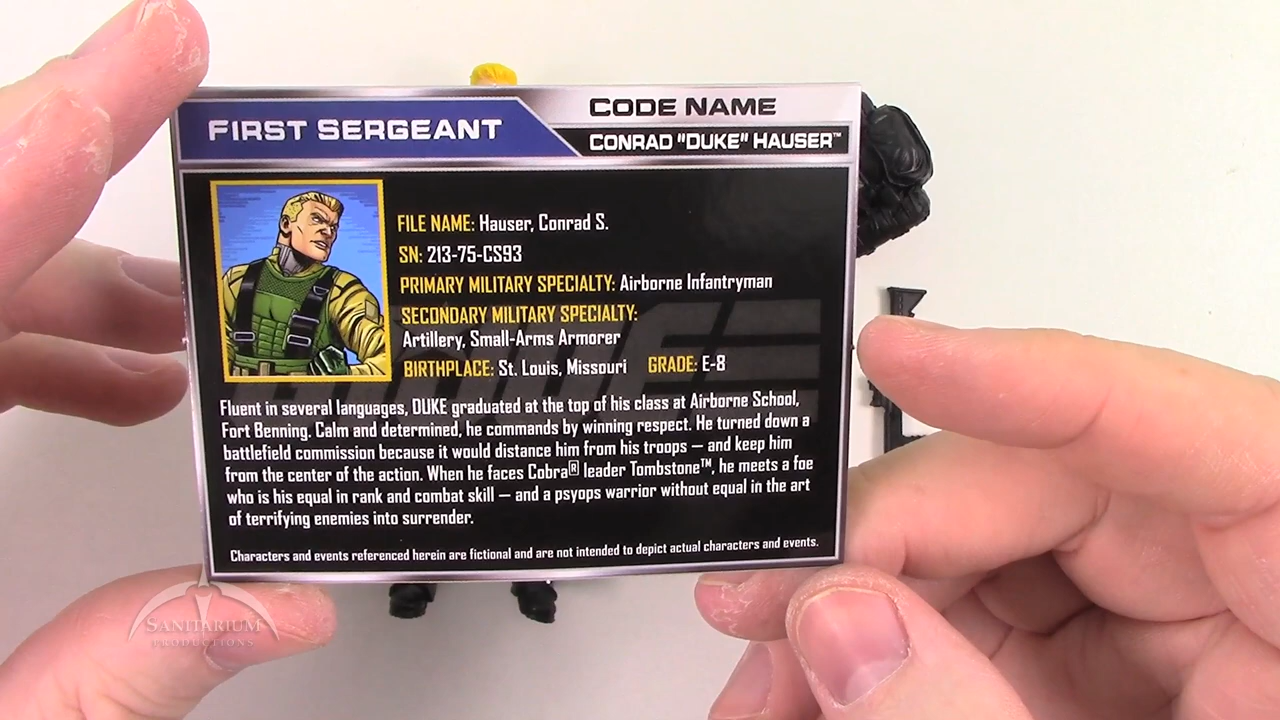 FIRST SERGEANT
CODE NAME
CONRAD "DUKE" HAUSER™
FILE NAME: Hauser, Conrad S.
SN: 213-75-CS93
PRIMARY MILITARY SPECIALTY: Airborne Infantryman
SECONDARY MILITARY SPECIALTY:
Artillery, Small-Arms Armorer
BIRTHPLACE: St. Louis, Missouri GRADE: E-8
Fluent in several languages, DUKE graduated at the top of his class at Airborne School,
Fort Benning. Calm and determined, he commands by winning respect. He turned down a
battlefield commission because it would distance him from his troops — and keep him
from the center of the action. When he faces Cobra® leader Tombstone™, he meets a foe
who is his equal in rank and combat skill — and a psyops warrior without equal in the art
of terrifying enemies into surrender.
Characters and events referenced herein are fictional and are not intended to depict actual characters and events.
SANITARIUM
PRODUCTIONS